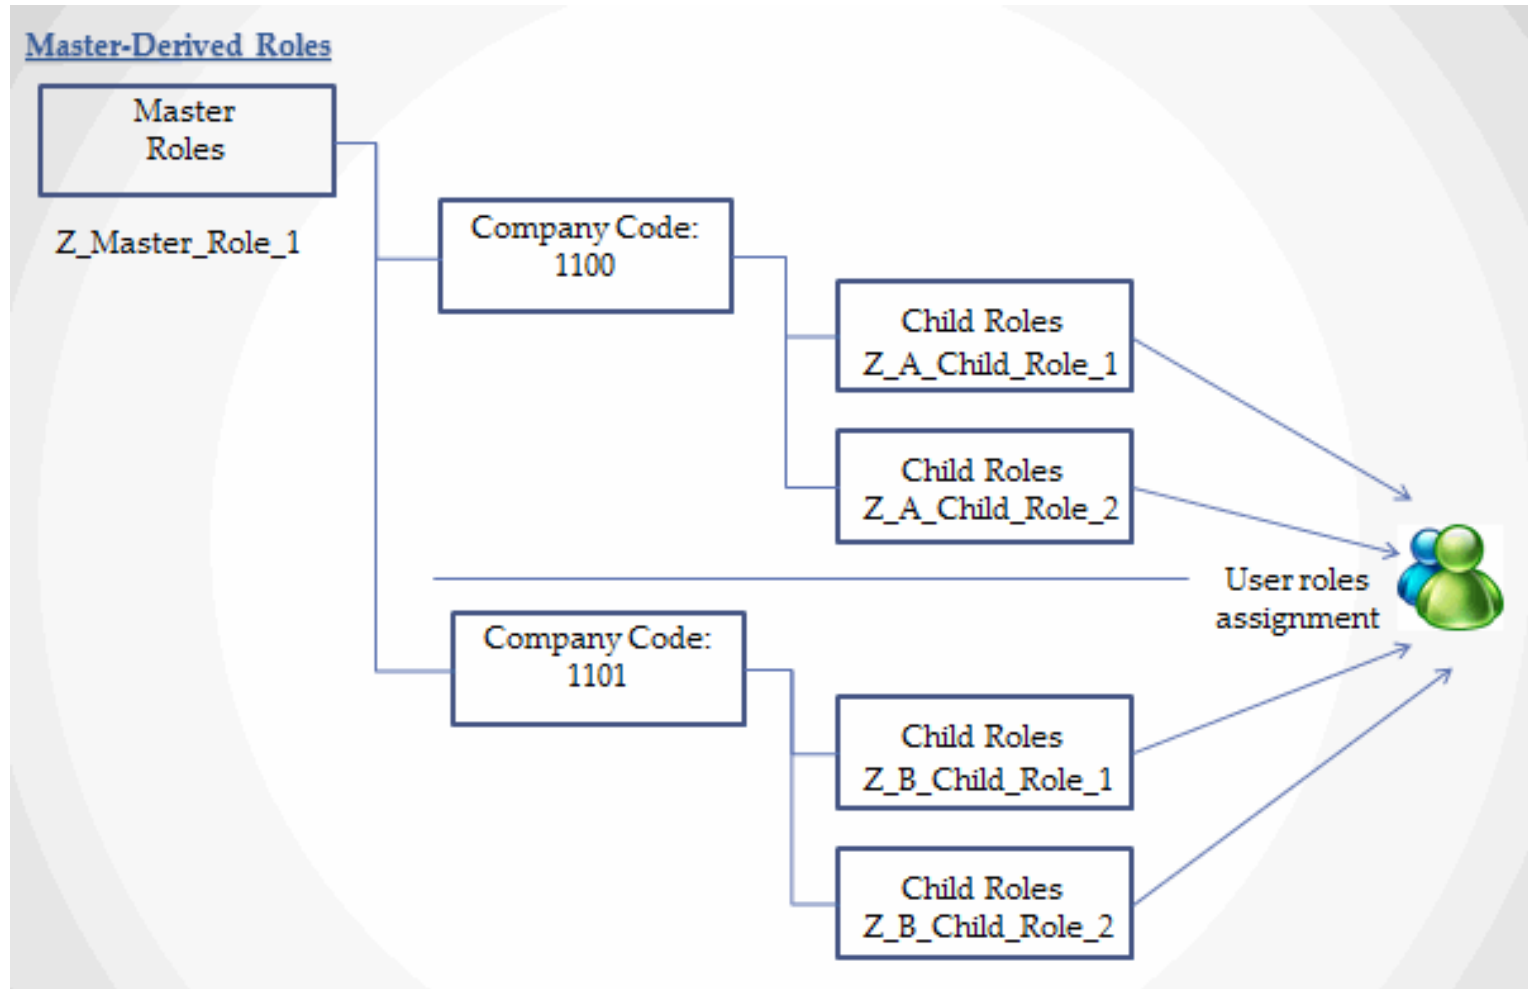 Master-Derived Roles
Master
Roles
Z_Master_Role_1
Company Code:
1100
Child Roles
Z_A_Child_Role_1
Child Roles
Z_A_Child_Role_2
User roles
assignment
Company Code:
1101
Child Roles
Z_B_Child_Role_1
Child Roles
Z_B_Child_Role_2